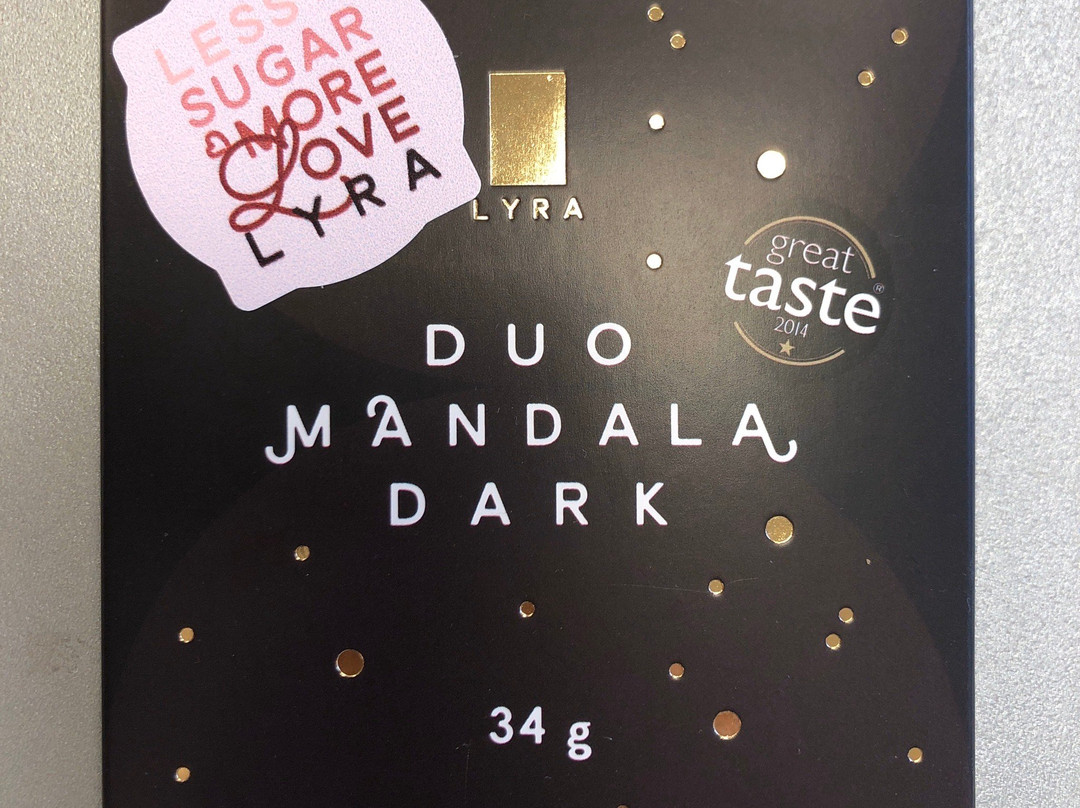 LESS
SUGAR
MORE
LOVE
LYRA
LYRA
great
taste®
2014
DUO
MANDALA
DARK
34 g